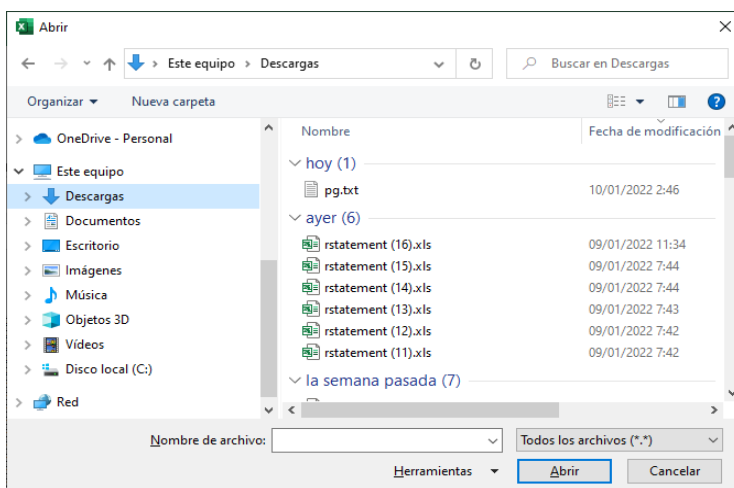 Abrir
Este equipo > Descargas
Buscar en Descargas
Organizar
Nueva carpeta
OneDrive - Personal
Este equipo
Descargas
Documentos
Escritorio
Imágenes
Música
Objetos 3D
Vídeos
Disco local (C:)
Red
Nombre
Fecha de modificación
hoy (1)
pg.txt 10/01/2022 2:46
ayer (6)
rstatement (16).xls 09/01/2022 11:34
rstatement (15).xls 09/01/2022 7:44
rstatement (14).xls 09/01/2022 7:44
rstatement (13).xls 09/01/2022 7:43
rstatement (12).xls 09/01/2022 7:42
rstatement (11).xls 09/01/2022 7:42
la semana pasada (7)
Nombre de archivo:
Todos los archivos (*.*)
Herramientas
Abrir
Cancelar